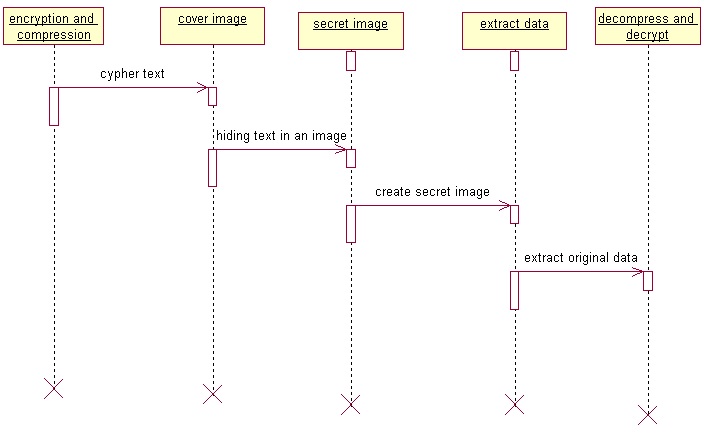 encryption and
compression
cover image
secret image
extract data
decompress and
decrypt
cypher text
hiding text in an image
create secret image
extract original data